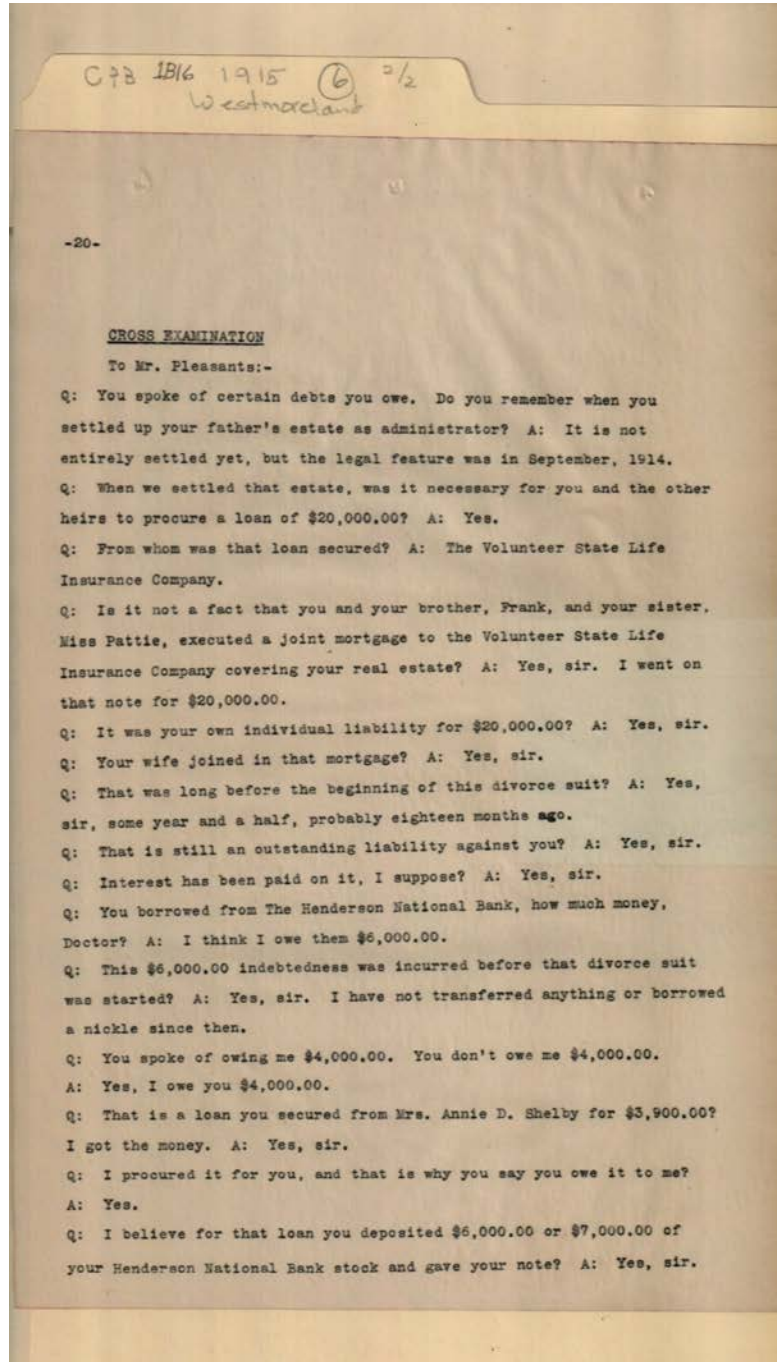 CPB 1B16 1915 6 2/2
Westmoreland
-20-
CROSS EXAMINATION
To Mr. Pleasants:-
Q: You spoke of certain debts you owe. Do you remember when you
settled up your father's estate as administrator? A: It is not
entirely settled yet, but the legal feature was in September, 1914.
Q: When we settled that estate, was it necessary for you and the other
heirs to procure a loan of $20,000.00? A: Yes.
Q: From whom was that loan secured? A: The Volunteer State Life
Insurance Company.
Q: Is it not a fact that you and your brother, Frank, and your sister,
Miss Pattie, executed a joint mortgage to the Volunteer State Life
Insurance Company covering your real estate? A: Yes, sir. I went on
that note for $20,000.00.
Q: It was your own individual liability for $20,000.00? A: Yes, sir.
Q: Your wife joined in that mortgage? A: Yes, sir.
Q: That was long before the beginning of this divorce suit? A: Yes,
sir, some year and a half, probably eighteen months ago.
Q: That is still an outstanding liability against you? A: Yes, sir.
Q: Interest has been paid on it, I suppose? A: Yes, sir.
Q: You borrowed from The Henderson National Bank, how much money,
Doctor? A: I think I owe them $6,000.00.
Q: This $6,000.00 indebtedness was incurred before that divorce suit
was started? A: Yes, sir. I have not transferred anything or borrowed
a nickle since then.
Q: You spoke of owing me $4,000.00. You don't owe me $4,000.00.
A: Yes, I owe you $4,000.00.
Q: That is a loan you secured from Mrs. Annie D. Shelby for $3,900.00?
I got the money. A: Yes, sir.
Q: I procured it for you, and that is why you say you owe it to me?
A: Yes.
Q: I believe for that loan you deposited $6,000.00 or $7,000.00 of
your Henderson National Bank stock and gave your note? A: Yes, sir.